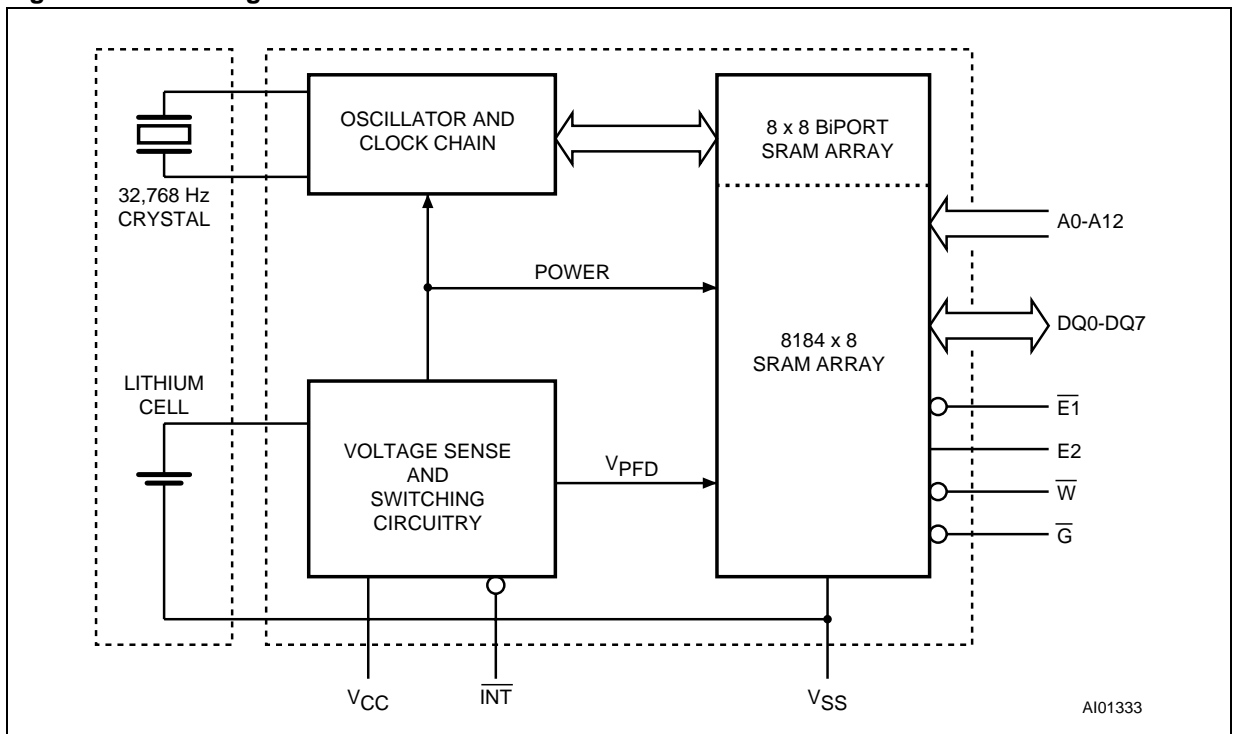 OSCILLATOR AND
CLOCK CHAIN
8 x 8 BiPORT
SRAM ARRAY
32,768 Hz
CRYSTAL
A0-A12
POWER
DQ0-DQ7
8184 x 8
SRAM ARRAY
LITHIUM
CELL
E1
VOLTAGE SENSE
AND
SWITCHING
CIRCUITRY
VPFD
E2
W
G
VCC
INT
VSS
AI01333